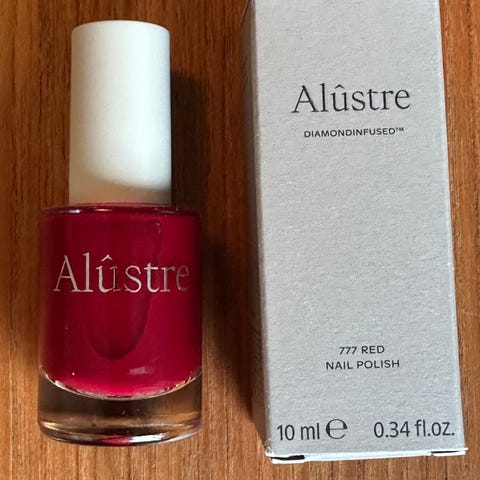 Alûstre
Alûstre
DIAMONDINFUSED™
777 RED
NAIL POLISH
10 ml ℮ 0.34 fl.oz.